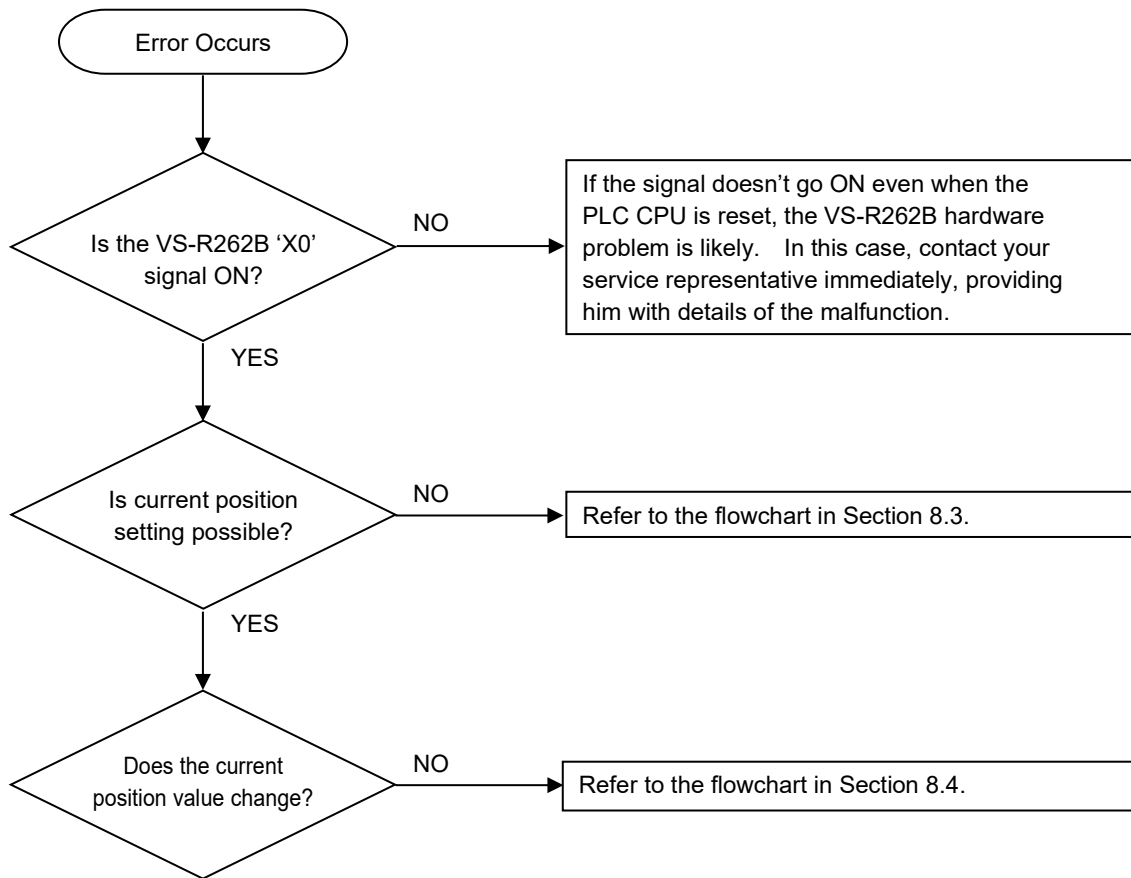 Error Occurs
Is the VS-R262B ‘X0’
signal ON?
NO
If the signal doesn’t go ON even when the
PLC CPU is reset, the VS-R262B hardware
problem is likely. In this case, contact your
service representative immediately, providing
him with details of the malfunction.
YES
Is current position
setting possible?
NO
Refer to the flowchart in Section 8.3.
YES
Does the current
position value change?
NO
Refer to the flowchart in Section 8.4.